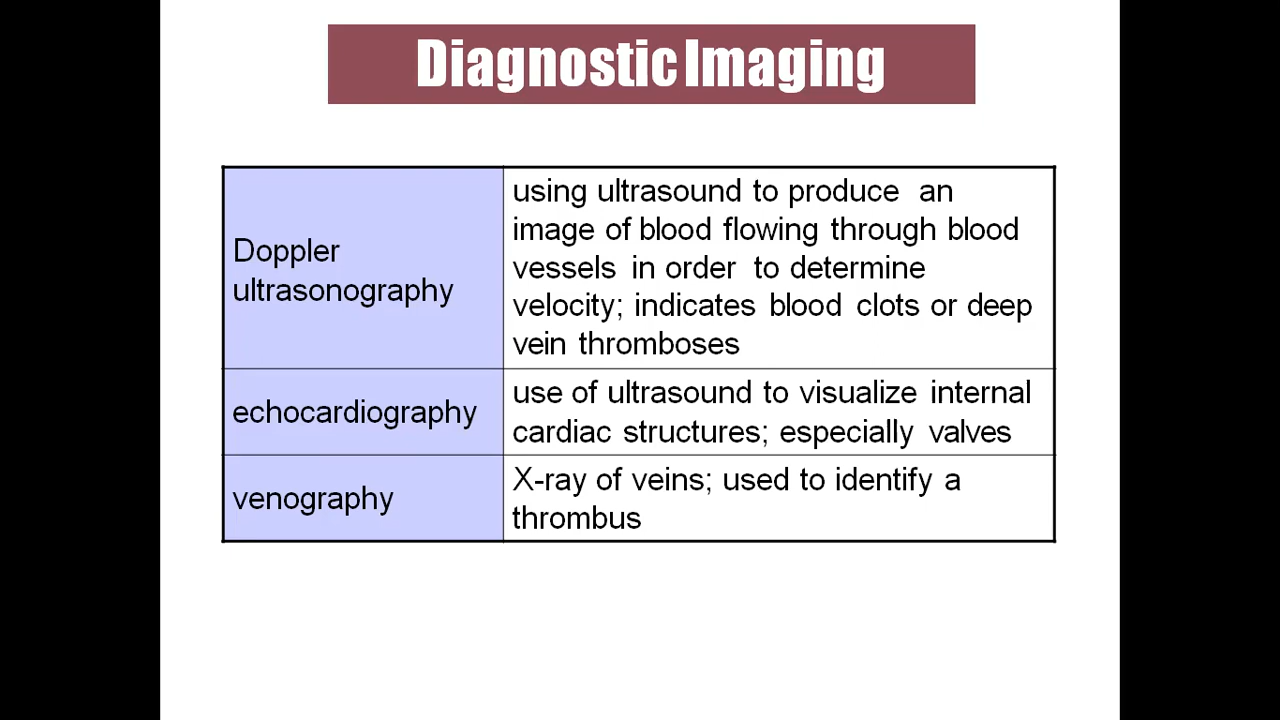 Diagnostic Imaging
Doppler
ultrasonography
using ultrasound to produce an
image of blood flowing through blood
vessels in order to determine
velocity; indicates blood clots or deep
vein thromboses
echocardiography
use of ultrasound to visualize internal
cardiac structures; especially valves
venography
X-ray of veins; used to identify a
thrombus